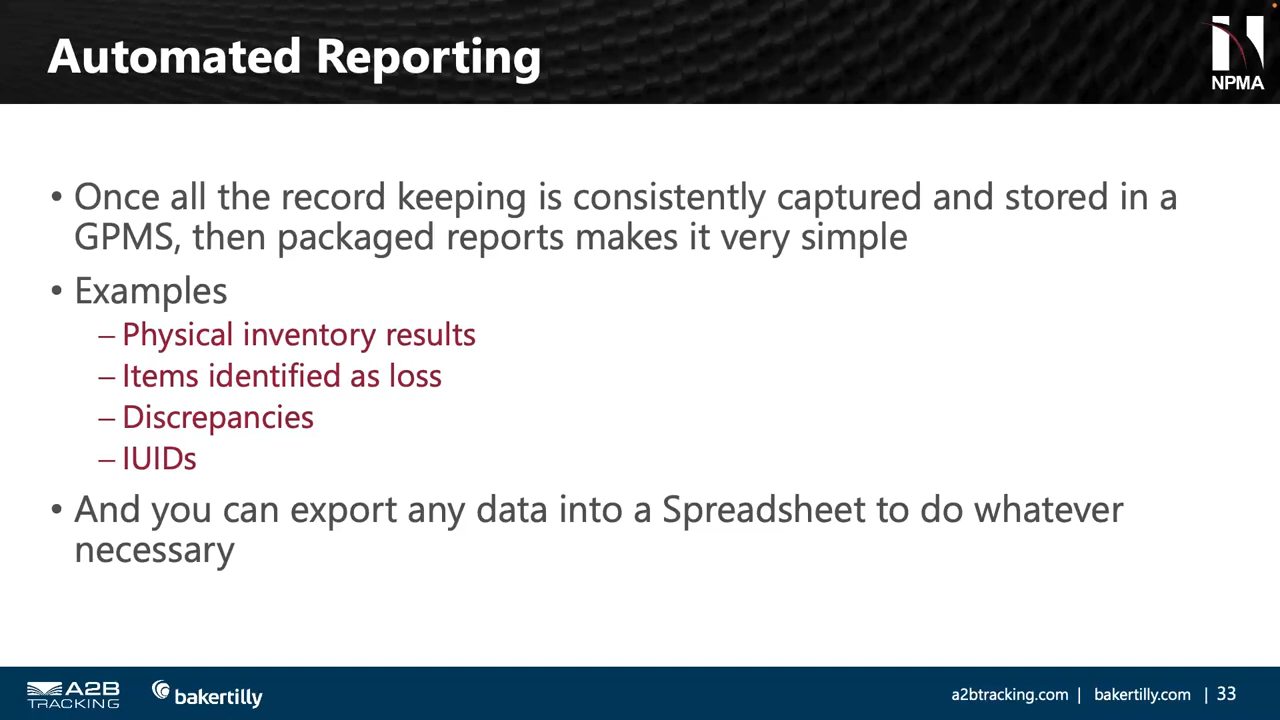 Automated Reporting
NPMA
• Once all the record keeping is consistently captured and stored in a
GPMS, then packaged reports makes it very simple
• Examples
– Physical inventory results
– Items identified as loss
– Discrepancies
– IUIDs
• And you can export any data into a Spreadsheet to do whatever
necessary
A2B
TRACKING
bakertilly
a2btracking.com | bakertilly.com | 33